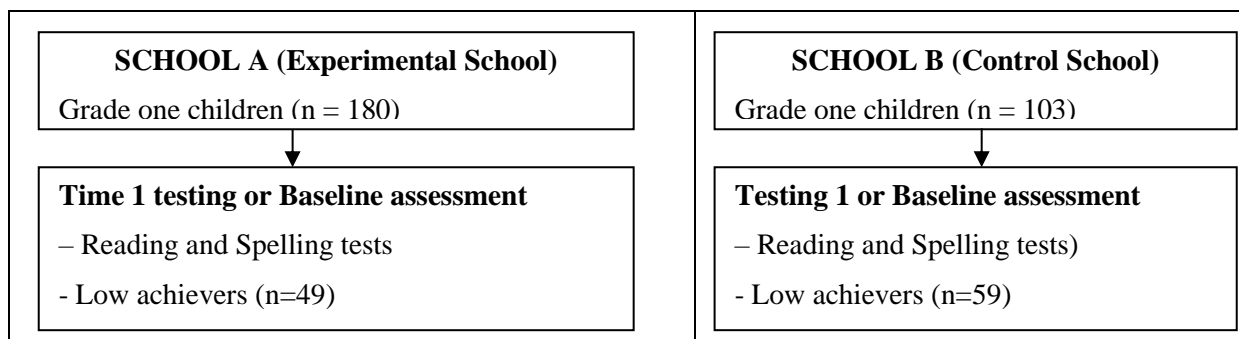 SCHOOL A (Experimental School)
Grade one children (n = 180)
Time 1 testing or Baseline assessment
– Reading and Spelling tests
- Low achievers (n=49)
SCHOOL B (Control School)
Grade one children (n = 103)
Testing 1 or Baseline assessment
– Reading and Spelling tests)
- Low achievers (n=59)